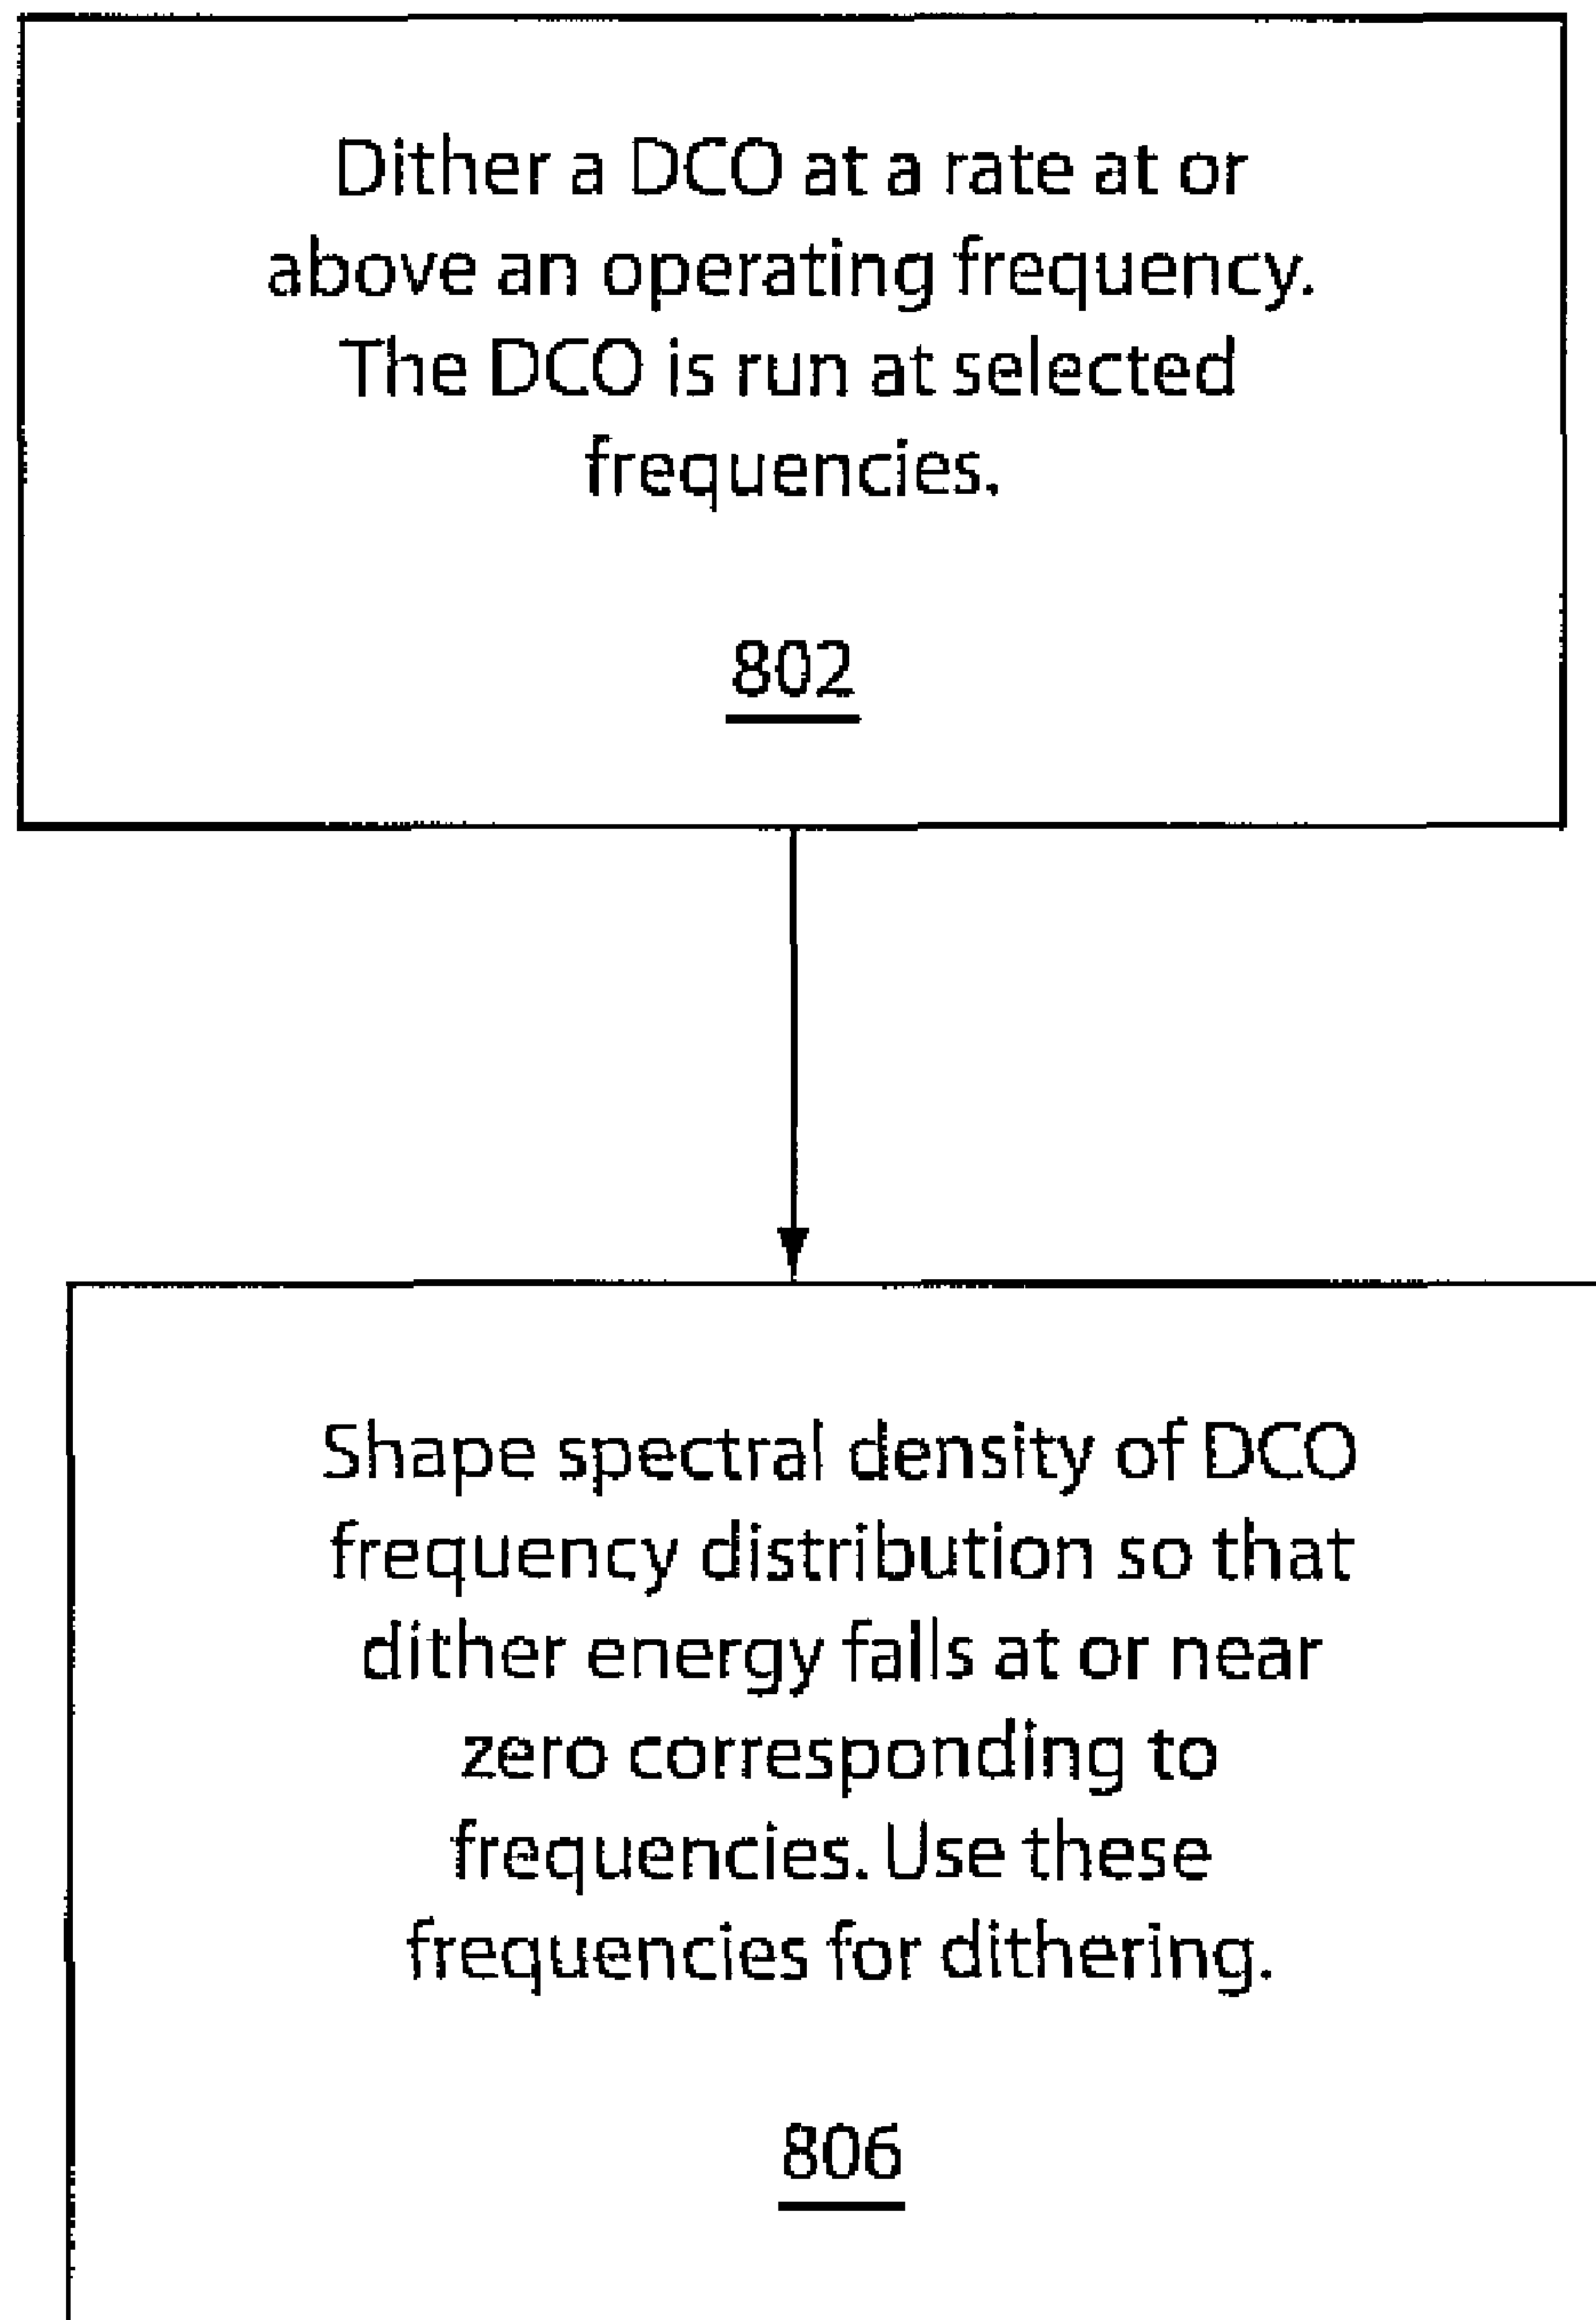 Dither a DCO at a rate at or
above an operating frequency.
The DCO is run at selected
frequencies.
802
Shape spectral density of DCO
frequency distribution so that
dither energy falls at or near
zero corresponding to
frequencies. Use these
frequencies for dithering.
806